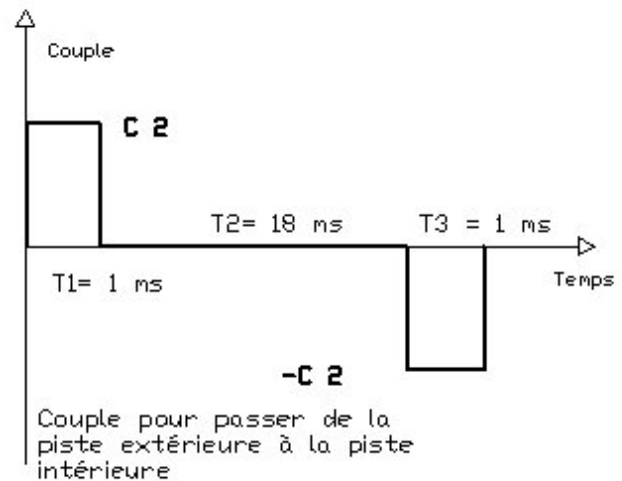 Couple
C 2
T2= 18 ms
T3 = 1 ms
T1= 1 ms
Temps
-C 2
Couple pour passer de la
piste extérieure à la piste
intérieure